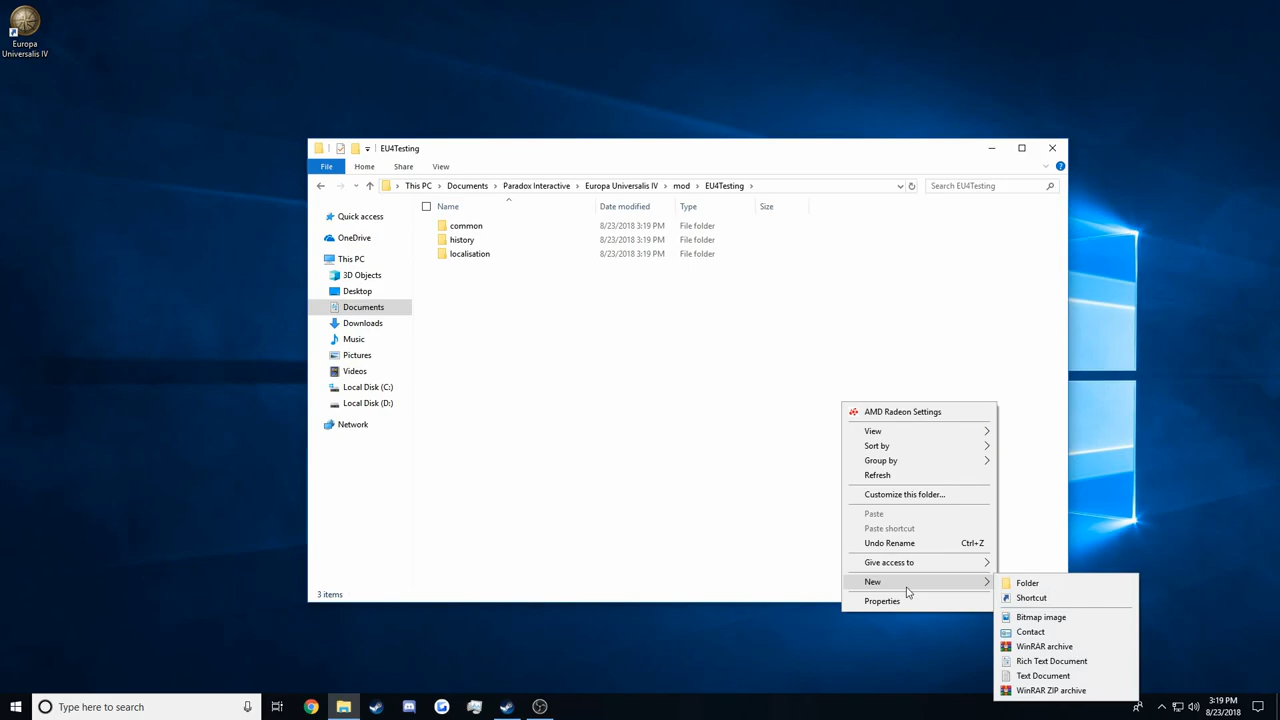 Europa
Universalis IV
EU4Testing
File Home Share View
This PC Documents Paradox Interactive Europa Universalis IV mod EU4Testing
Search EU4Testing
Name Date modified Type Size
common 8/23/2018 3:19 PM File folder
history 8/23/2018 3:19 PM File folder
localisation 8/23/2018 3:19 PM File folder
Quick access
OneDrive
This PC
3D Objects
Desktop
Documents
Downloads
Music
Pictures
Videos
Local Disk (C:)
Local Disk (D:)
Network
3 items
AMD Radeon Settings
View
Sort by
Group by
Refresh
Customize this folder...
Paste
Paste shortcut
Undo Rename Ctrl+Z
Give access to
New
Properties
Folder
Shortcut
Bitmap image
Contact
WinRAR archive
Rich Text Document
Text Document
WinRAR ZIP archive
Type here to search
3:19 PM
8/23/2018